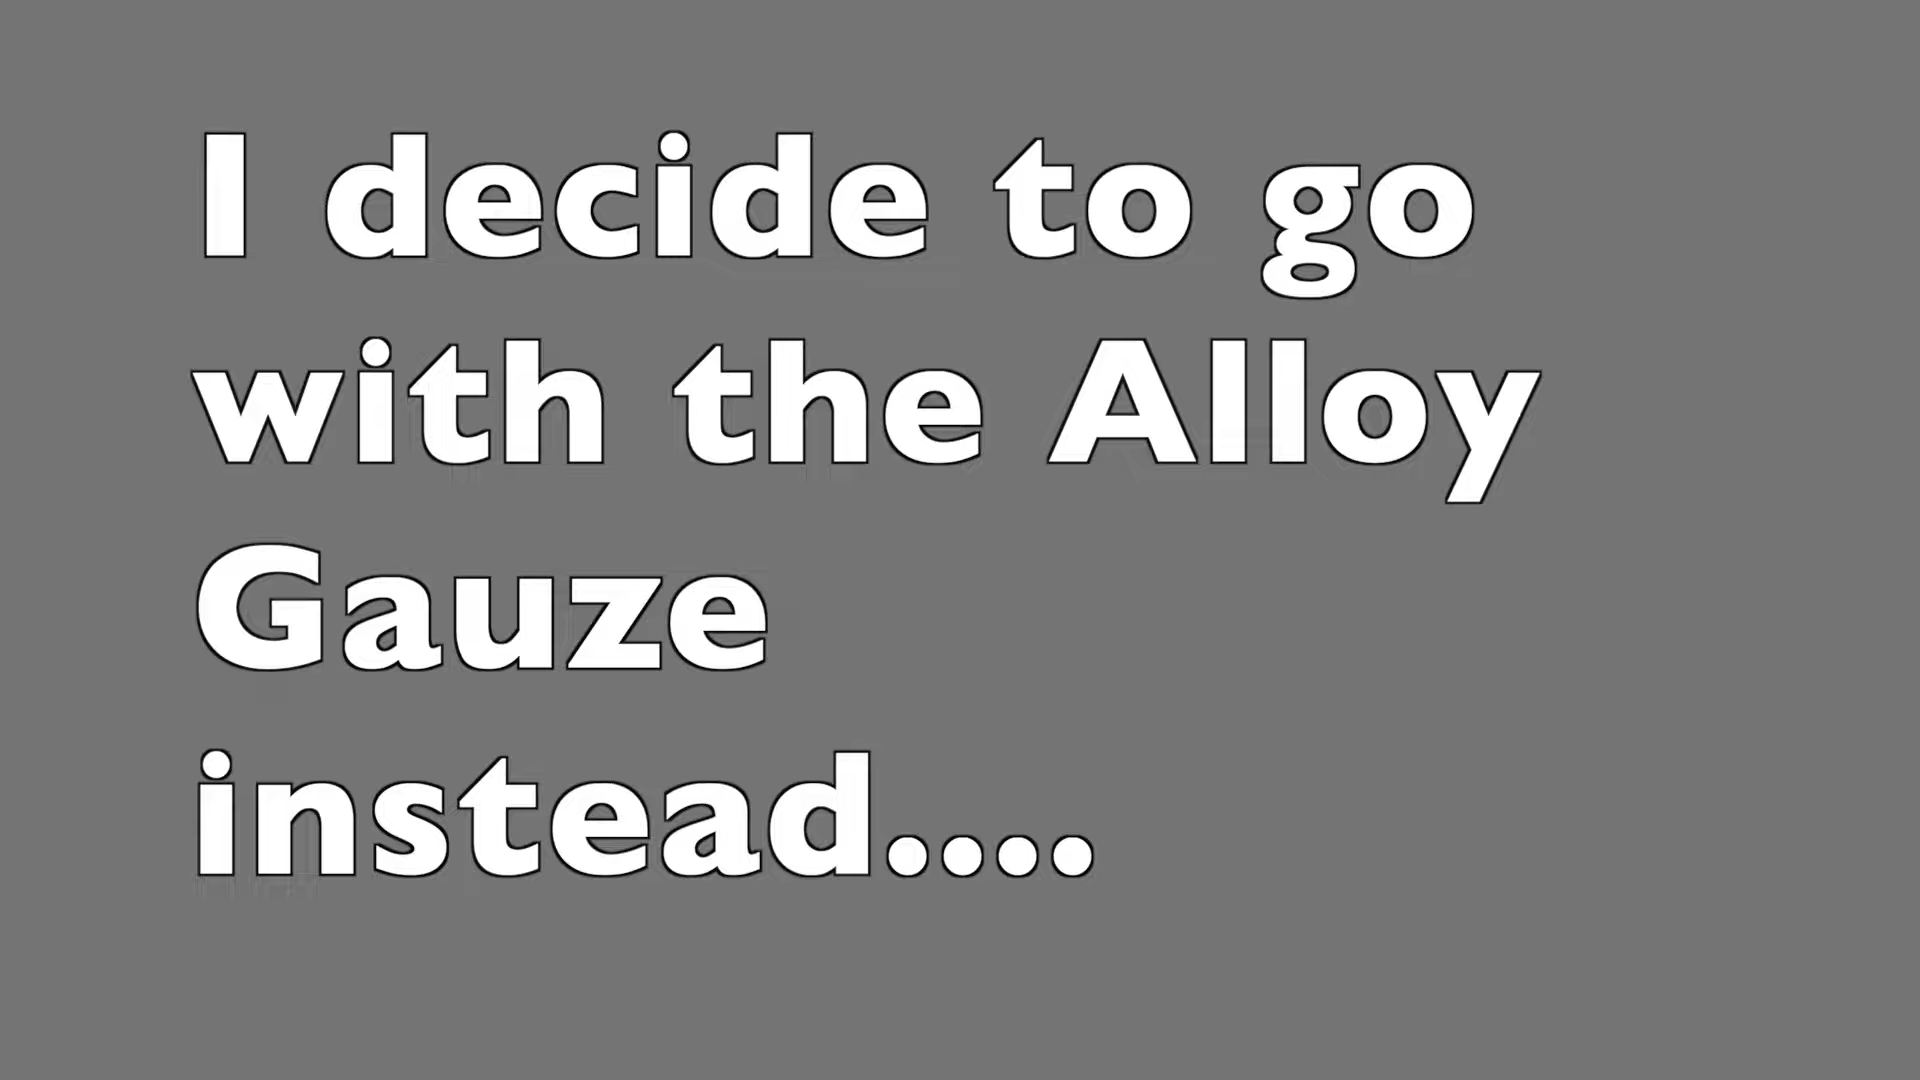 I decide to go
with the Alloy
Gauze
instead....